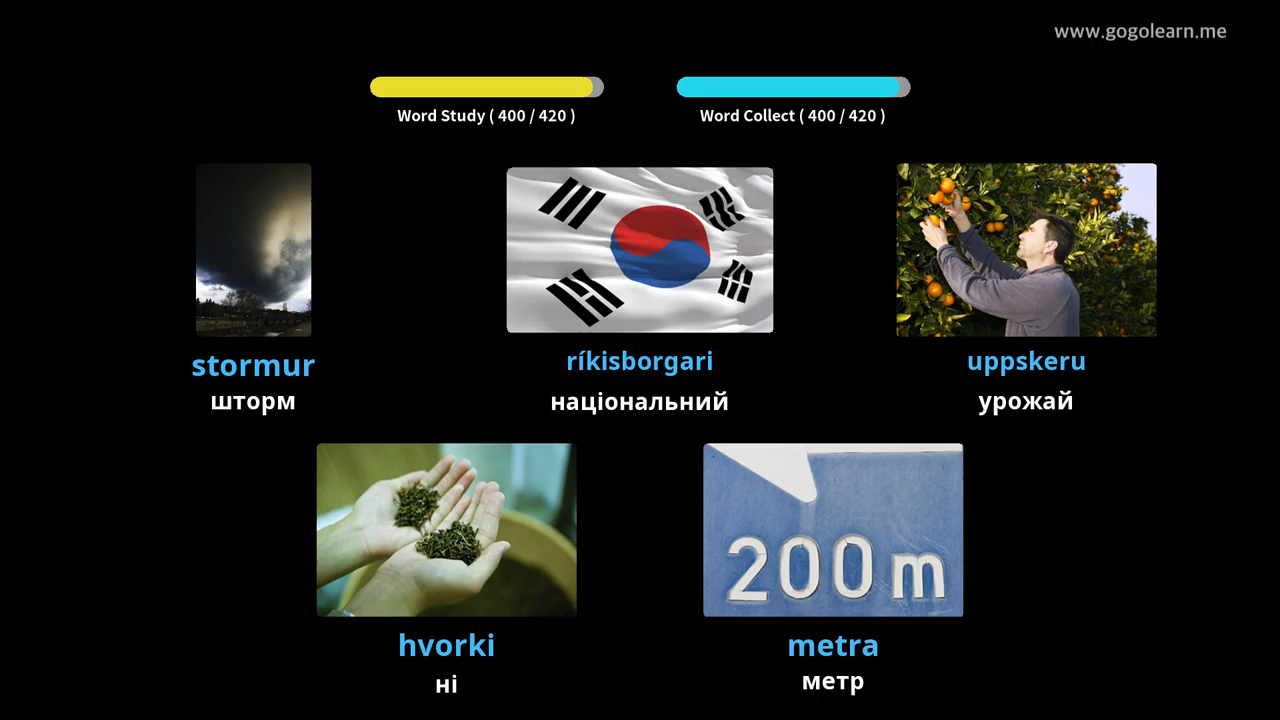 www.gogolearn.me
Word Study ( 400 / 420 )
Word Collect ( 400 / 420 )
stormur
шторм
ríkisborgari
національний
uppskeru
урожай
200 m
hvorki
ні
metra
метр